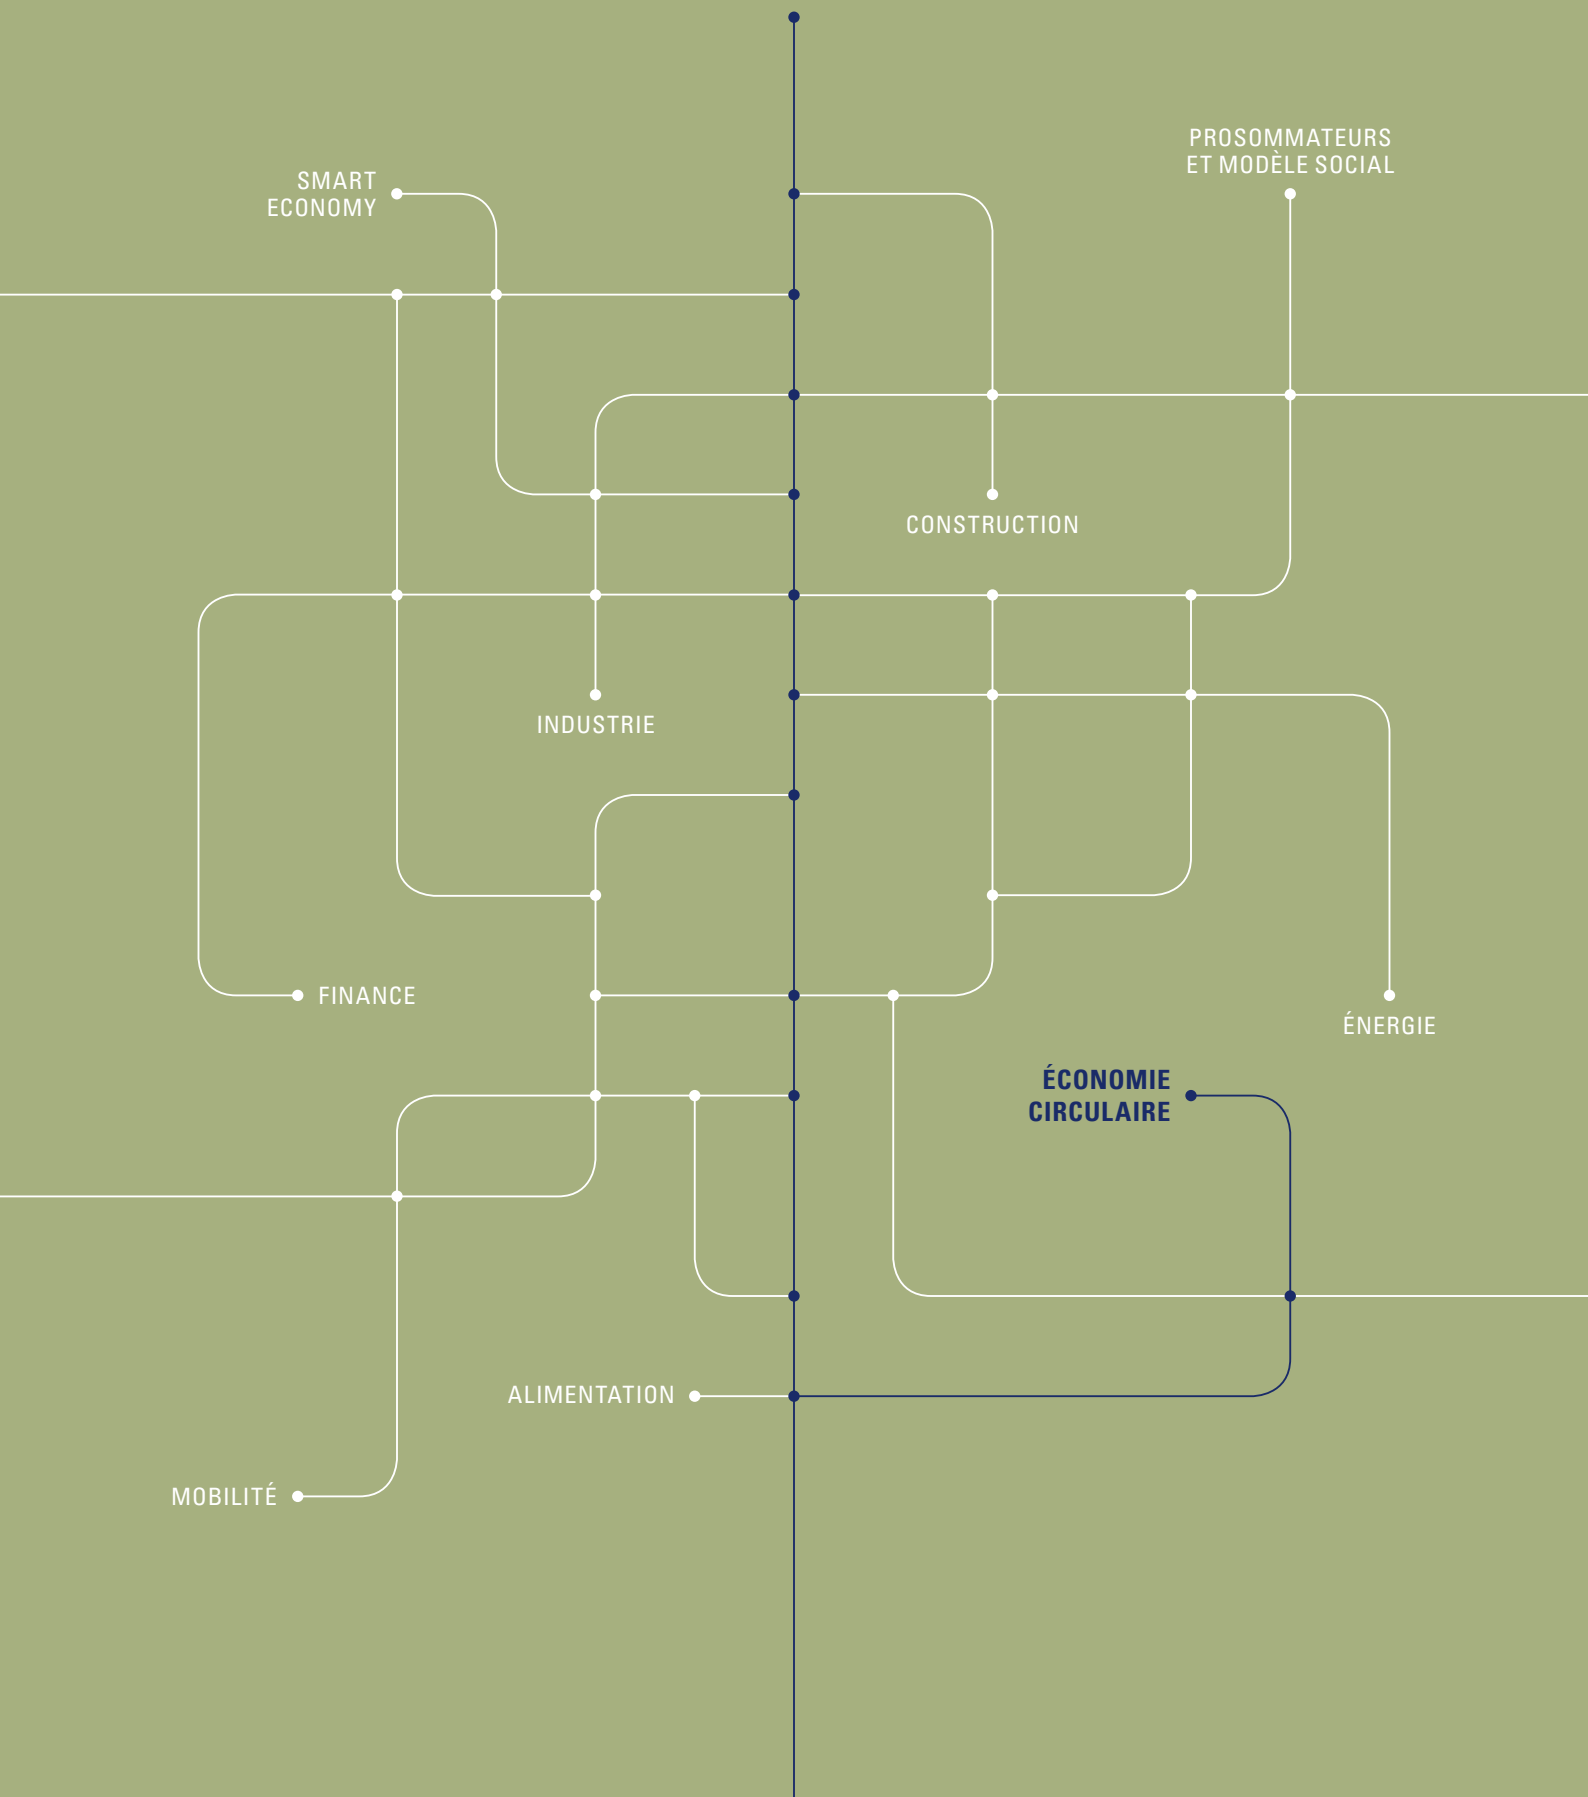 PROSOMMATEURS
ET MODÈLE SOCIAL
SMART
ECONOMY
CONSTRUCTION
INDUSTRIE
FINANCE
ÉNERGIE
ÉCONOMIE
CIRCULAIRE
ALIMENTATION
MOBILITÉ